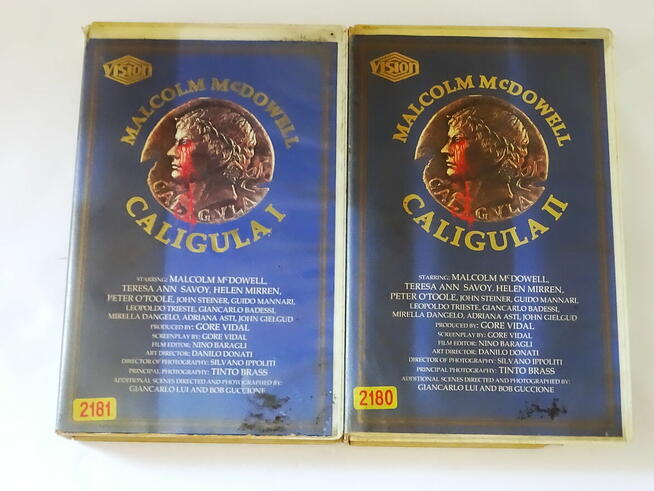 VISION
MALCOLM McDOWELL
CALIGVLA
CALIGULA I
STARRING: MALCOLM McDOWELL,
TERESA ANN SAVOY, HELEN MIRREN,
PETER O'TOOLE, JOHN STEINER, GUIDO MANNARI,
LEOPOLDO TRIESTE, GIANCARLO BADESSI,
MIRELLA DANGELO, ADRIANA ASTI, JOHN GIELGUD
PRODUCED BY: GORE VIDAL
SCREENPLAY BY: GORE VIDAL
FILM EDITOR: NINO BARAGLI
ART DIRECTOR: DANILO DONATI
DIRECTOR OF PHOTOGRAPHY: SILVANO IPPOLITI
PRINCIPAL PHOTOGRAPHY: TINTO BRASS
ADDITIONAL SCENES DIRECTED AND PHOTOGRAPHED BY:
GIANCARLO LUI AND BOB GUCCIONE
2181
VISION
MALCOLM McDOWELL
CALIGVLA
CALIGULA II
STARRING: MALCOLM McDOWELL,
TERESA ANN SAVOY, HELEN MIRREN,
PETER O'TOOLE, JOHN STEINER, GUIDO MANNARI,
LEOPOLDO TRIESTE, GIANCARLO BADESSI,
MIRELLA DANGELO, ADRIANA ASTI, JOHN GIELGUD
PRODUCED BY: GORE VIDAL
SCREENPLAY BY: GORE VIDAL
FILM EDITOR: NINO BARAGLI
ART DIRECTOR: DANILO DONATI
DIRECTOR OF PHOTOGRAPHY: SILVANO IPPOLITI
PRINCIPAL PHOTOGRAPHY: TINTO BRASS
ADDITIONAL SCENES DIRECTED AND PHOTOGRAPHED BY:
GIANCARLO LUI AND BOB GUCCIONE
2180